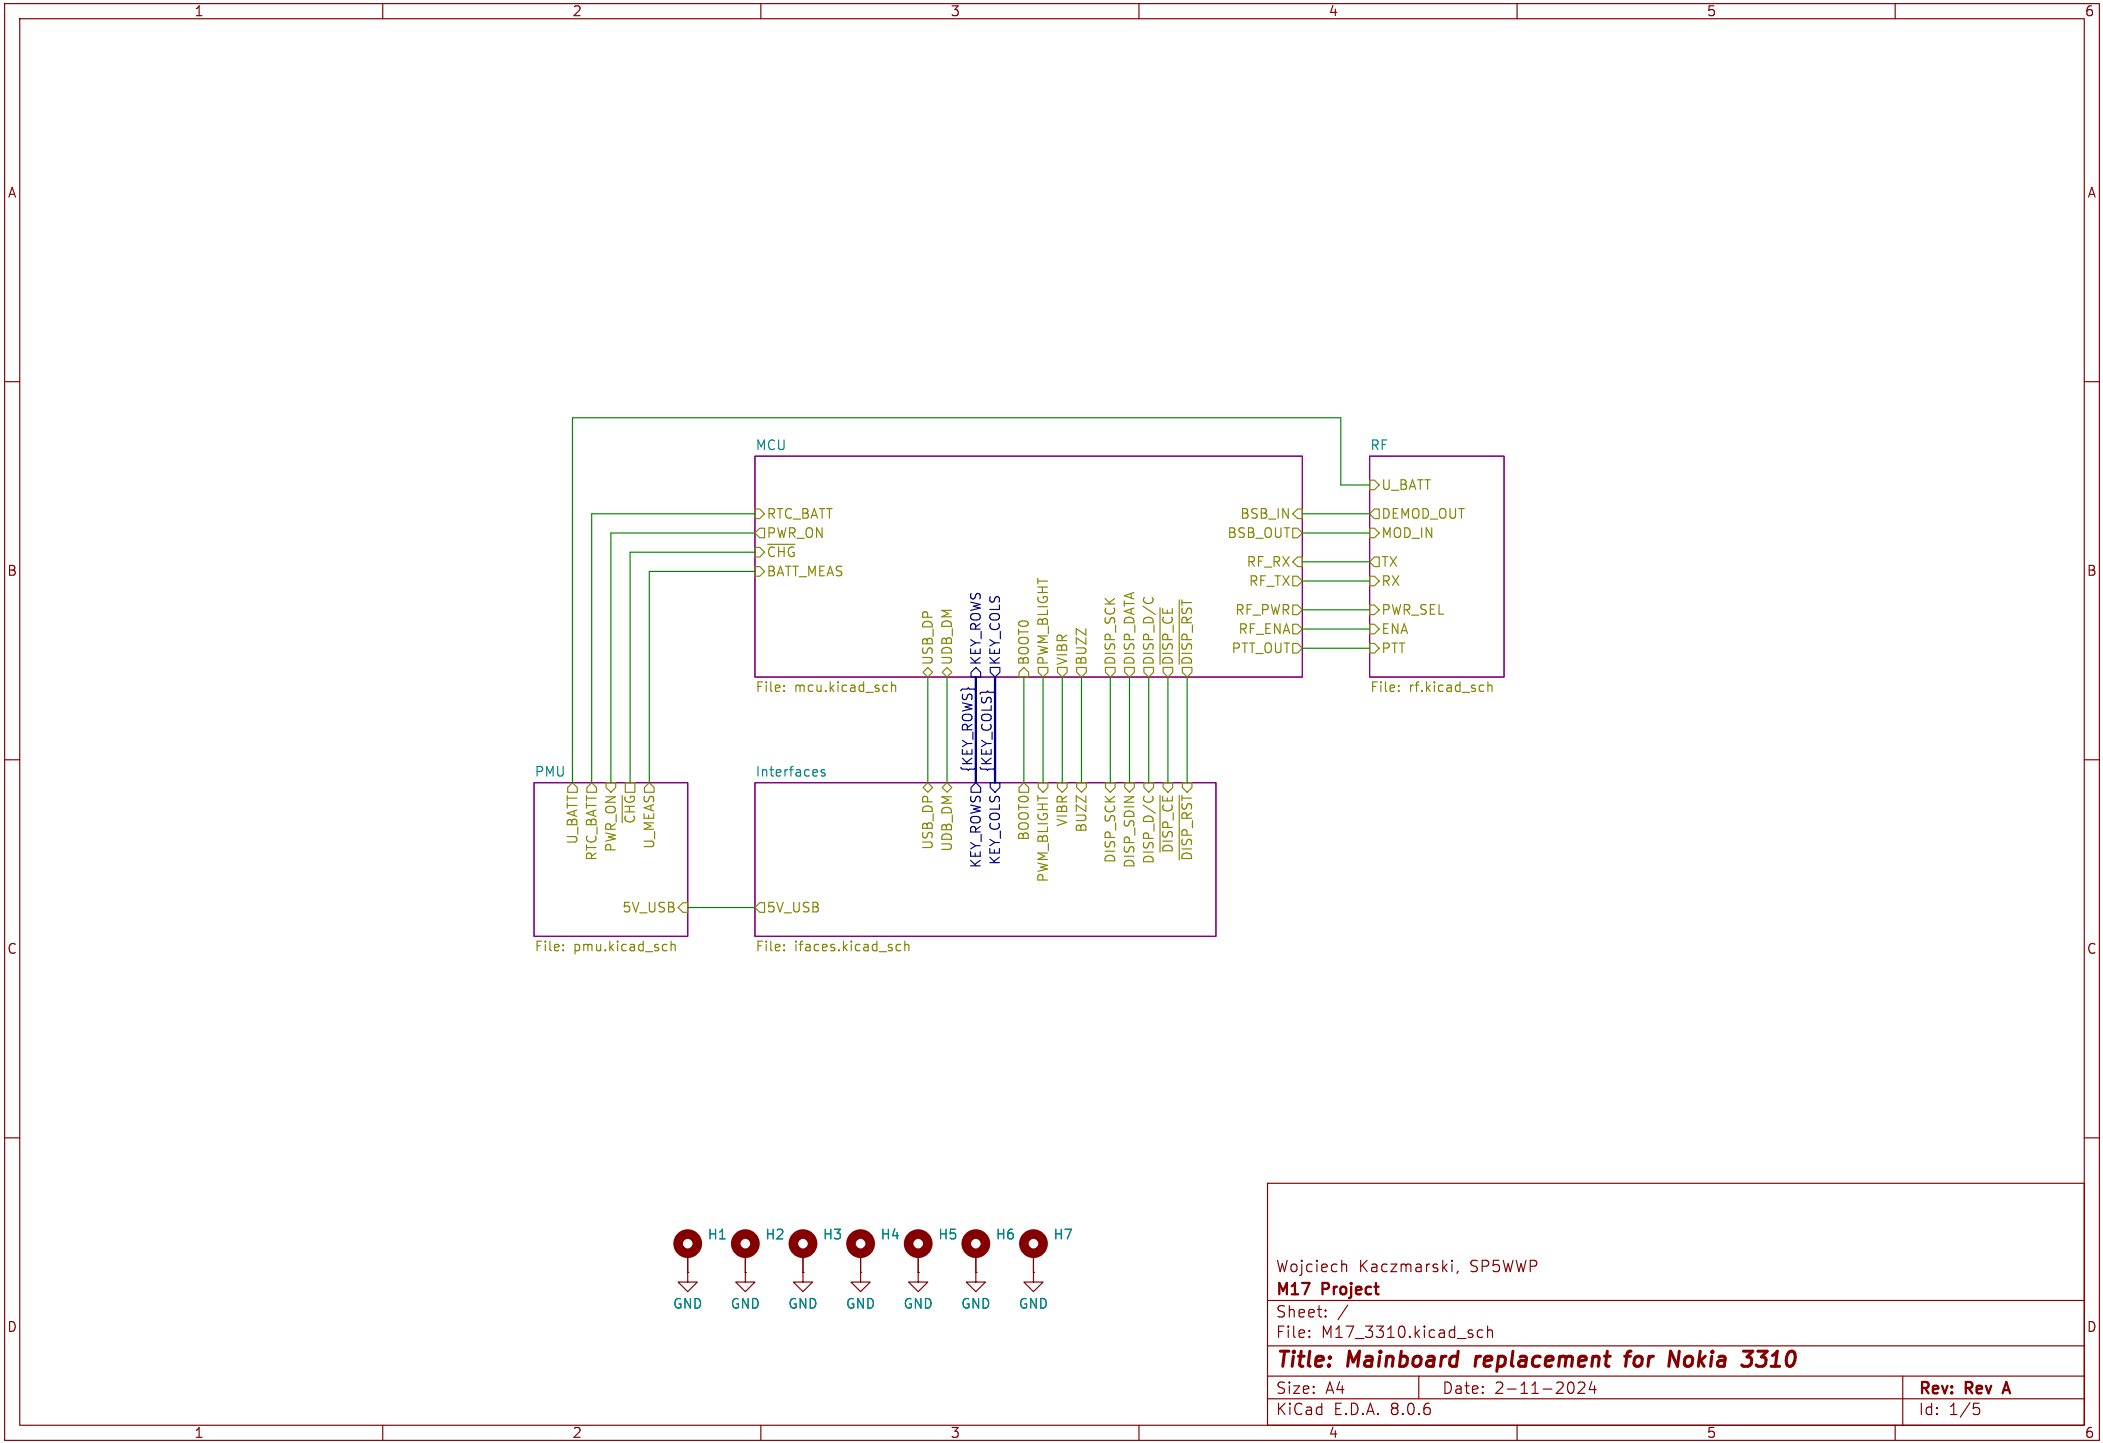 1 2 3 4 5 6
A A
B B
C C
D D
MCU
RTC_BATT
PWR_ON
CHG
BATT_MEAS
BSB_IN
BSB_OUT
RF_RX
RF_TX
RF_PWR
RF_ENA
PTT_OUT
USB_DP
UDB_DM
KEY_ROWS
KEY_COLS
BOOT0
PWM_BLIGHT
VIBR
BUZZ
DISP_SCK
DISP_DATA
DISP_D/C
DISP_CE
DISP_RST
File: mcu.kicad_sch
RF
U_BATT
DEMOD_OUT
MOD_IN
TX
RX
PWR_SEL
ENA
PTT
File: rf.kicad_sch
{KEY_ROWS}
{KEY_COLS}
PMU
U_BATT
RTC_BATT
PWR_ON
CHG
U_MEAS
5V_USB
File: pmu.kicad_sch
Interfaces
USB_DP
UDB_DM
KEY_ROWS
KEY_COLS
BOOT0
PWM_BLIGHT
VIBR
BUZZ
DISP_SCK
DISP_SDIN
DISP_D/C
DISP_CE
DISP_RST
5V_USB
File: ifaces.kicad_sch
H1 H2 H3 H4 H5 H6 H7
GND GND GND GND GND GND GND
Wojciech Kaczmarski, SP5WWP
M17 Project
Sheet: /
File: M17_3310.kicad_sch
Title: Mainboard replacement for Nokia 3310
Size: A4 Date: 2-11-2024 Rev: Rev A
KiCad E.D.A. 8.0.6 Id: 1/5
1 2 3 4 5 6